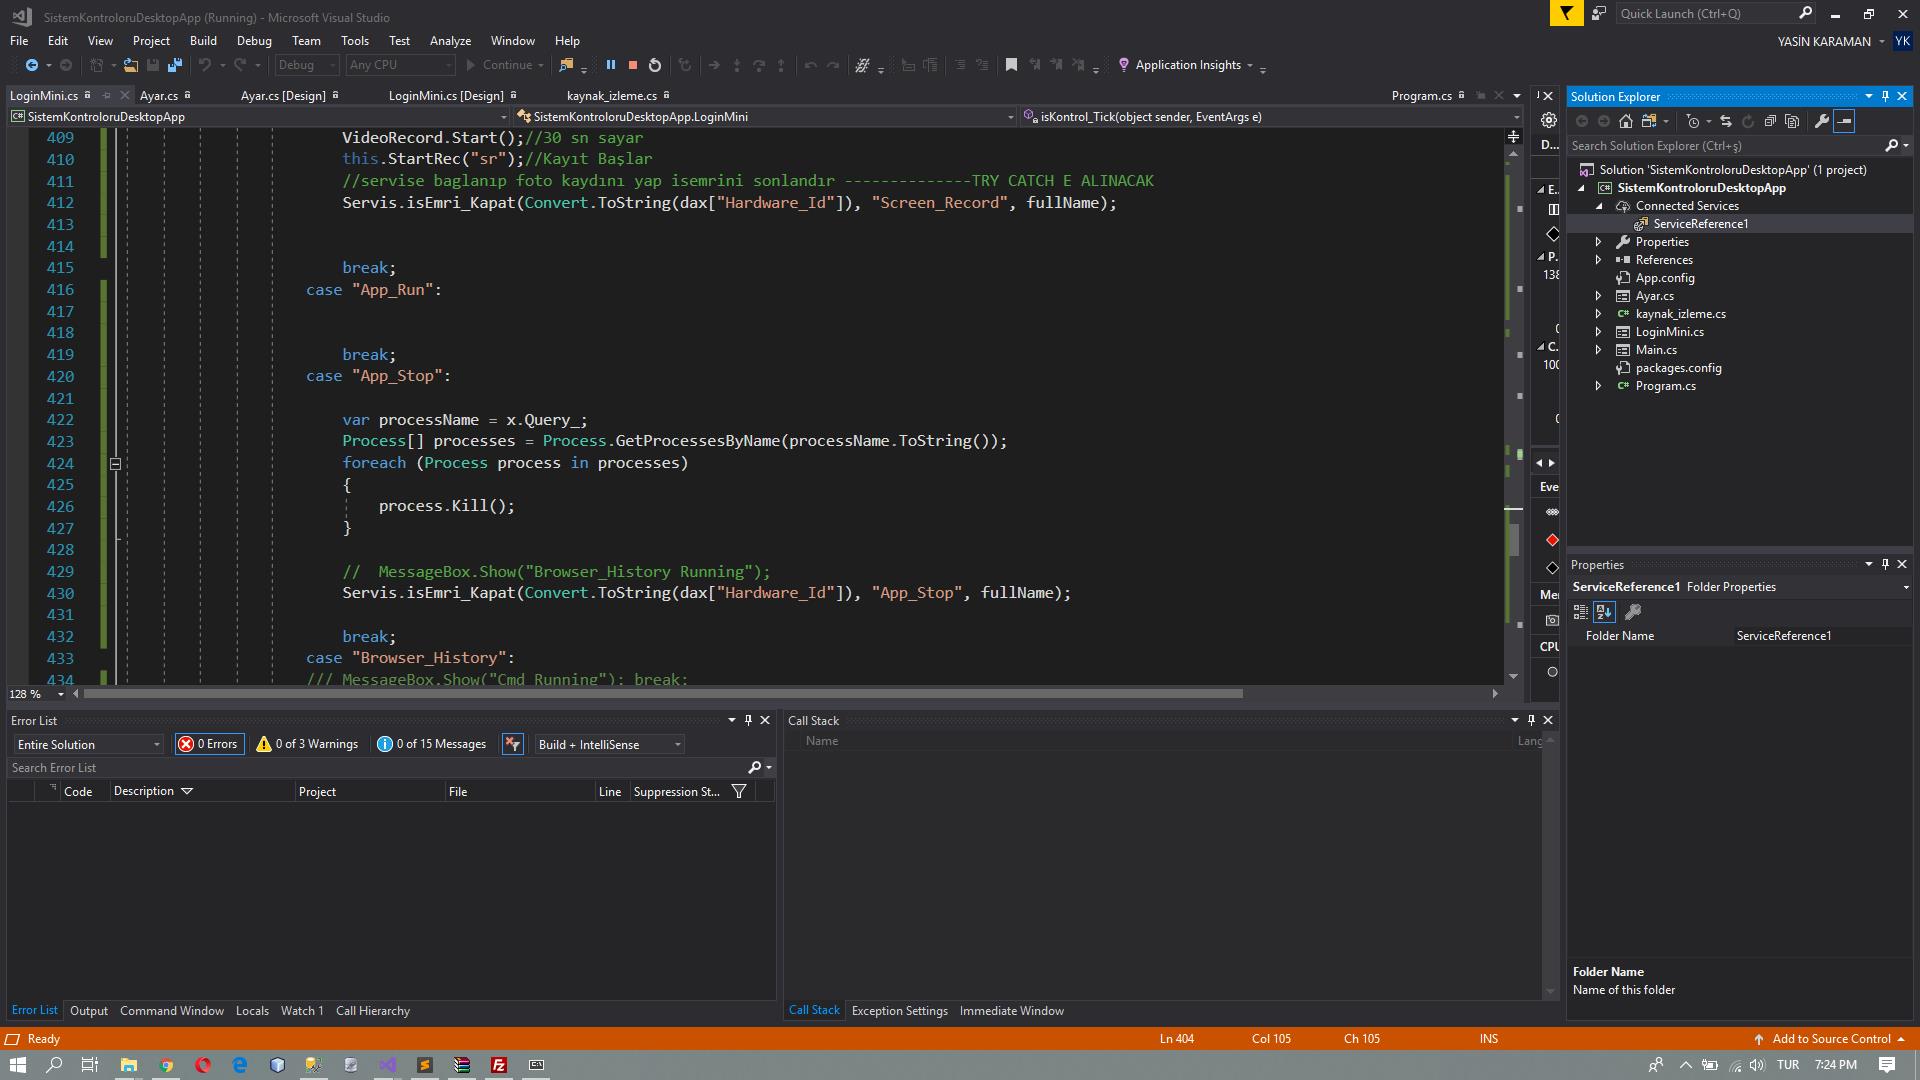 SistemKontroloruDesktopApp (Running) - Microsoft Visual Studio
Quick Launch (Ctrl+Q)
File Edit View Project Build Debug Team Tools Test Analyze Window Help
YASİN KARAMAN YK
Debug Any CPU Continue Application Insights
LoginMini.cs Ayar.cs Ayar.cs [Design] LoginMini.cs [Design] kaynak_izleme.cs Program.cs
SistemKontroloruDesktopApp SistemKontroloruDesktopApp.LoginMini isKontrol_Tick(object sender, EventArgs e)
409 VideoRecord.Start();//30 sn sayar
410 this.StartRec("sr");//Kayıt Başlar
411 //servise baglanıp foto kaydını yap isemrini sonlandır --------------TRY CATCH E ALINACAK
412 Servis.isEmri_Kapat(Convert.ToString(dax["Hardware_Id"]), "Screen_Record", fullName);
413
414
415 break;
416 case "App_Run":
417
418
419 break;
420 case "App_Stop":
421
422 var processName = x.Query_;
423 Process[] processes = Process.GetProcessesByName(processName.ToString());
424 foreach (Process process in processes)
425 {
426 process.Kill();
427 }
428
429 //  MessageBox.Show("Browser_History Running");
430 Servis.isEmri_Kapat(Convert.ToString(dax["Hardware_Id"]), "App_Stop", fullName);
431
432 break;
433 case "Browser_History":
434 /// MessageBox.Show("Cmd Running"); break;
128 %
D...
E...
P.
138
0
C.
100
0
Eve
Mer
CPU
Solution Explorer
Search Solution Explorer (Ctrl+ş)
Solution 'SistemKontroloruDesktopApp' (1 project)
SistemKontroloruDesktopApp
Connected Services
ServiceReference1
Properties
References
App.config
Ayar.cs
kaynak_izleme.cs
LoginMini.cs
Main.cs
packages.config
Program.cs
Properties
ServiceReference1 Folder Properties
Folder Name ServiceReference1
Folder Name
Name of this folder
Error List
Entire Solution 0 Errors 0 of 3 Warnings 0 of 15 Messages Build + IntelliSense
Search Error List
Code Description Project File Line Suppression St...
Error List Output Command Window Locals Watch 1 Call Hierarchy
Call Stack
Name Lang
Call Stack Exception Settings Immediate Window
Ready Ln 404 Col 105 Ch 105 INS Add to Source Control
TUR 7:24 PM